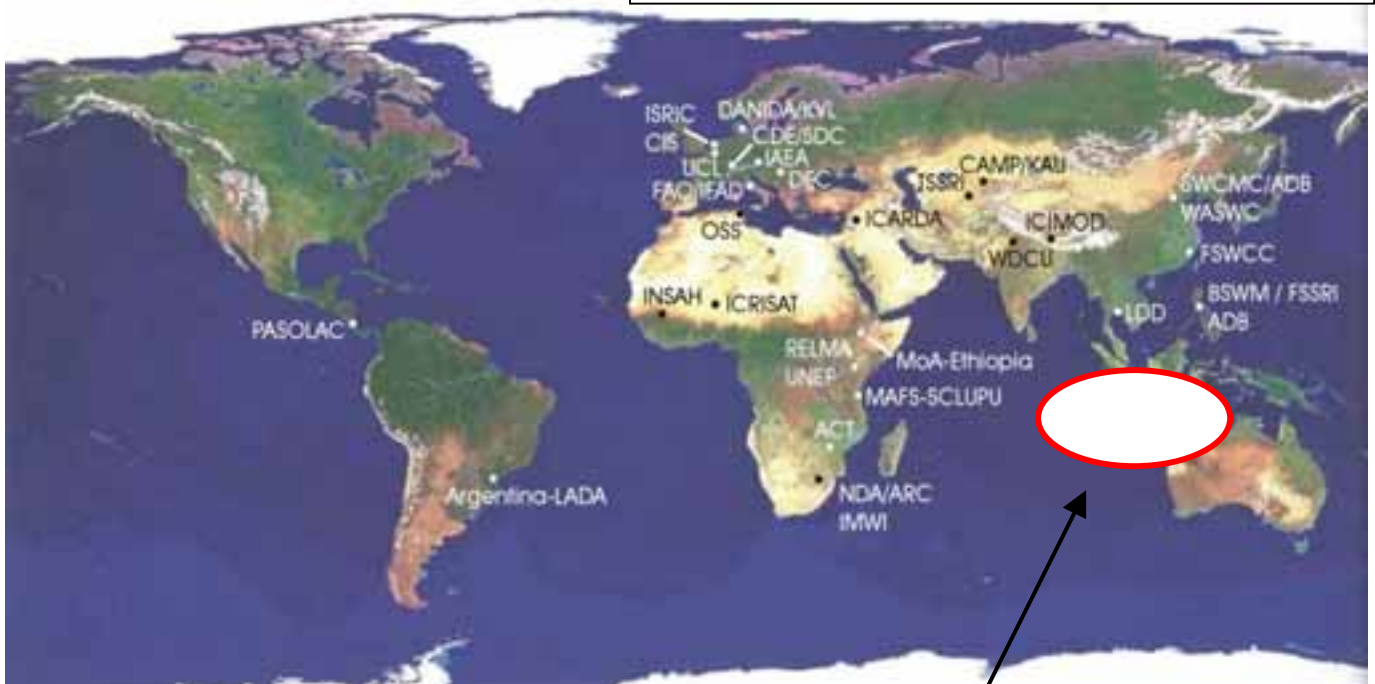 ISRIC
CIS
DANIDA/KVL
CDE/SDC
UCL
IAEA
DEC
FAO/IFAD
OSS
CAMP/KAU
TSSRI
ICARDA
ICIMOD
WDCU
SWCMC/ADB
WASWC
FSWCC
BSWM / FSSRI
ADB
LDD
INSAH
ICRISAT
PASOLAC
RELMA
UNEP
MoA-Ethiopia
MAFS-SCLUPU
ACT
Argentina-LADA
NDA/ARC
IMWI